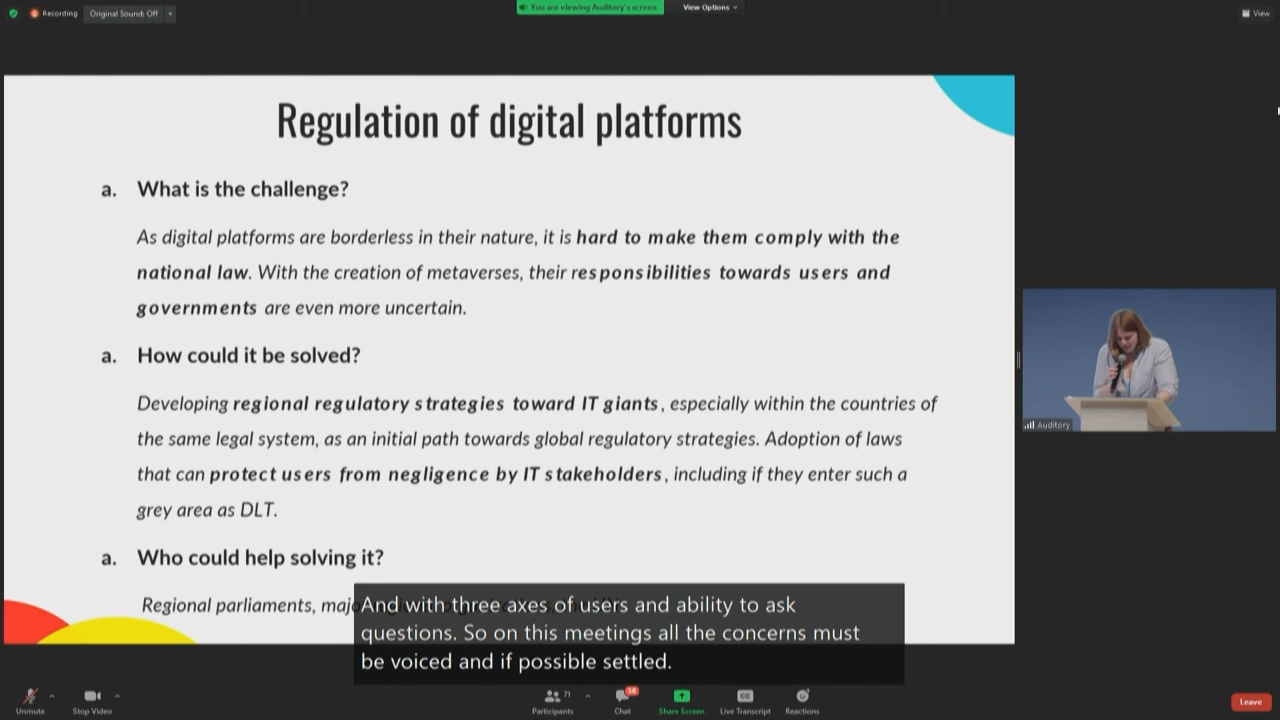 Recording
Original Sound: Off
You are viewing Auditory's screen
View Options
View
Regulation of digital platforms
a. What is the challenge?
As digital platforms are borderless in their nature, it is hard to make them comply with the
national law. With the creation of metaverses, their responsibilities towards users and
governments are even more uncertain.
a. How could it be solved?
Developing regional regulatory strategies toward IT giants, especially within the countries of
the same legal system, as an initial path towards global regulatory strategies. Adoption of laws
that can protect users from negligence by IT stakeholders, including if they enter such a
grey area as DLT.
a. Who could help solving it?
Regional parliaments,
And with three axes of users and ability to ask
questions. So on this meetings all the concerns must
be voiced and if possible settled.
Auditory
Unmute
Stop Video
Participants
71
Chat
58
Share Screen
CC
Live Transcript
Reactions
Leave